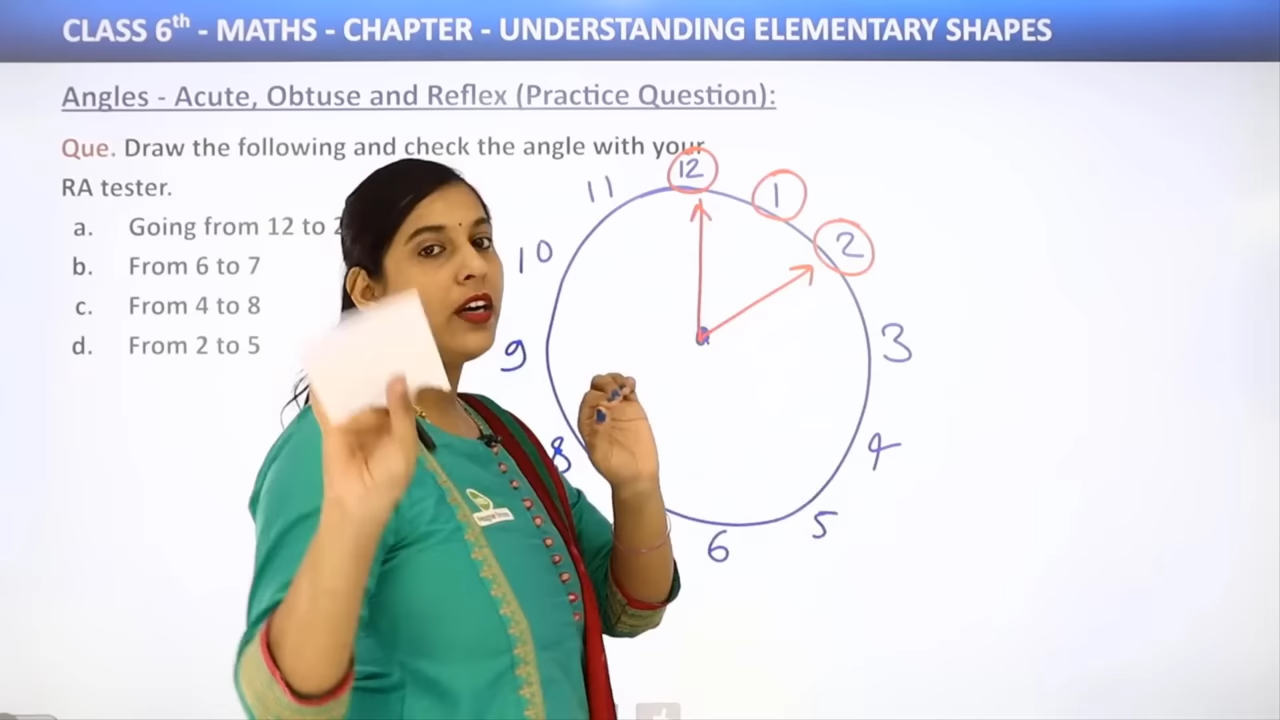 CLASS 6th - MATHS - CHAPTER - UNDERSTANDING ELEMENTARY SHAPES
Angles - Acute, Obtuse and Reflex (Practice Question):
Que. Draw the following and check the angle with your
RA tester.
a. Going from 12 to 2
b. From 6 to 7
c. From 4 to 8
d. From 2 to 5
12
11
1
10
2
9
3
8
4
6
5